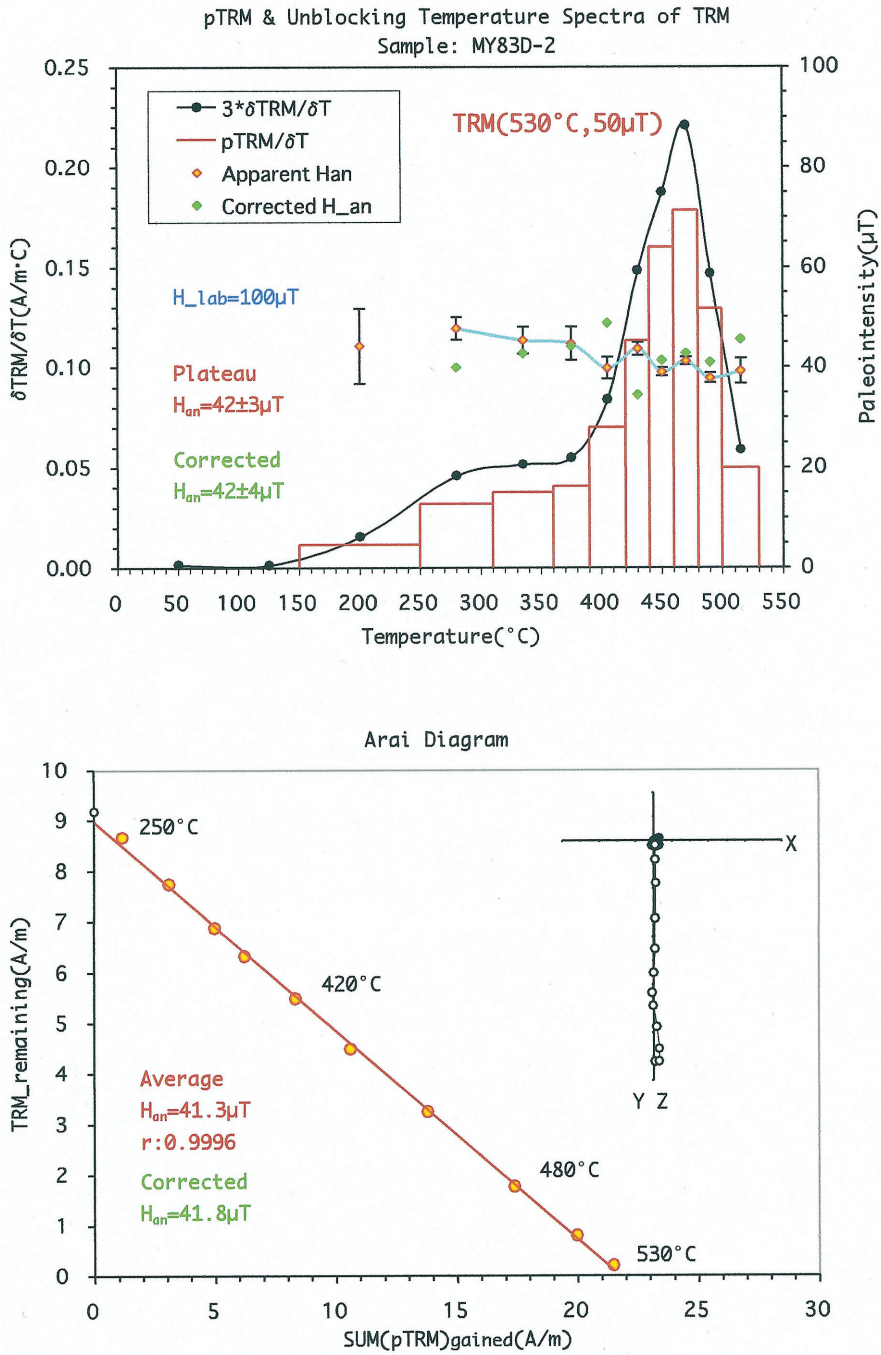 pTRM & Unblocking Temperature Spectra of TRM
Sample: MY83D-2
0.25
0.20
0.15
0.10
0.05
0.00
δTRM/δT(A/m·C)
3*δTRM/δT
pTRM/δT
Apparent Han
Corrected H_an
TRM(530°C,50μT)
H_lab=100μT
Plateau
Han=42±3μT
Corrected
Han=42±4μT
100
80
60
40
20
0
Paleointensity(μT)
0 50 100 150 200 250 300 350 400 450 500 550
Temperature(°C)
Arai Diagram
10
9
8
7
6
5
4
3
2
1
0
TRM_remaining(A/m)
250°C
420°C
480°C
530°C
X
Y Z
Average
Han=41.3μT
r:0.9996
Corrected
Han=41.8μT
0 5 10 15 20 25 30
SUM(pTRM)gained(A/m)